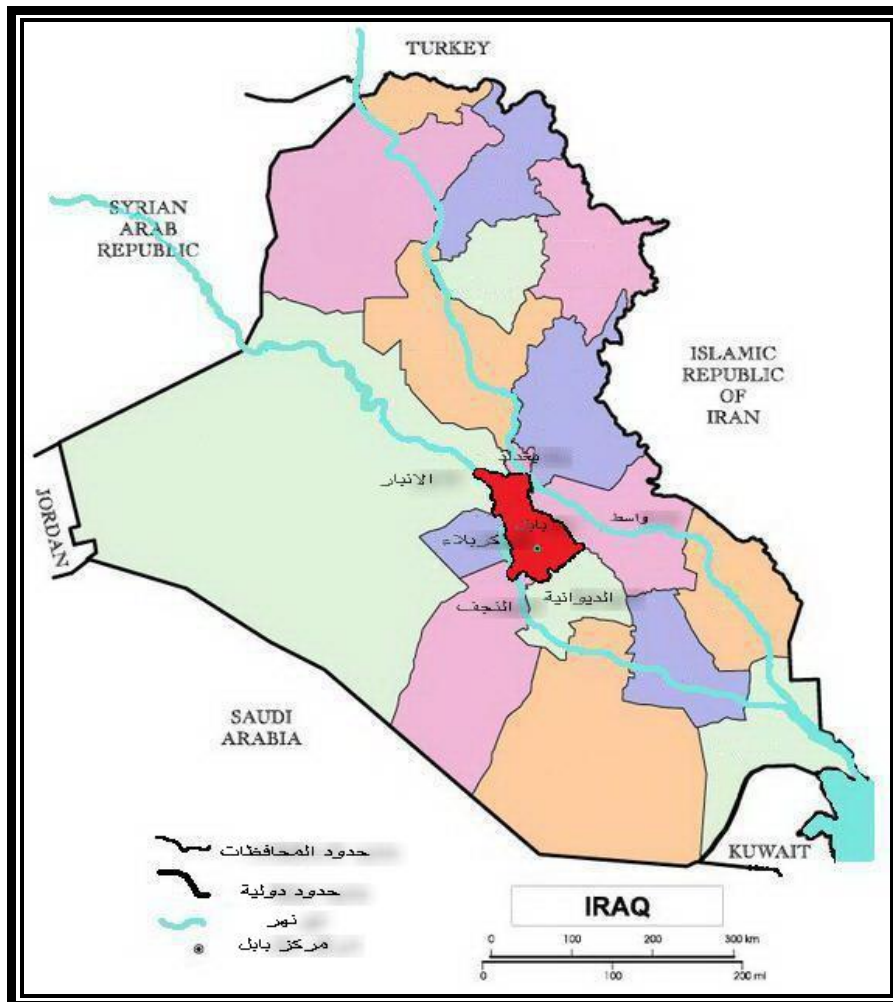 TURKEY
SYRIAN
ARAB
REPUBLIC
ISLAMIC
REPUBLIC
OF
IRAN
JORDAN
بغداد
الانبار
بابل
واسط
كربلاء
الديوانية
النجف
SAUDI
ARABIA
KUWAIT
حدود المحافظات
حدود دولية
نهر
مركز بابل
IRAQ
0 100 200 300 km
0 100 200 mi